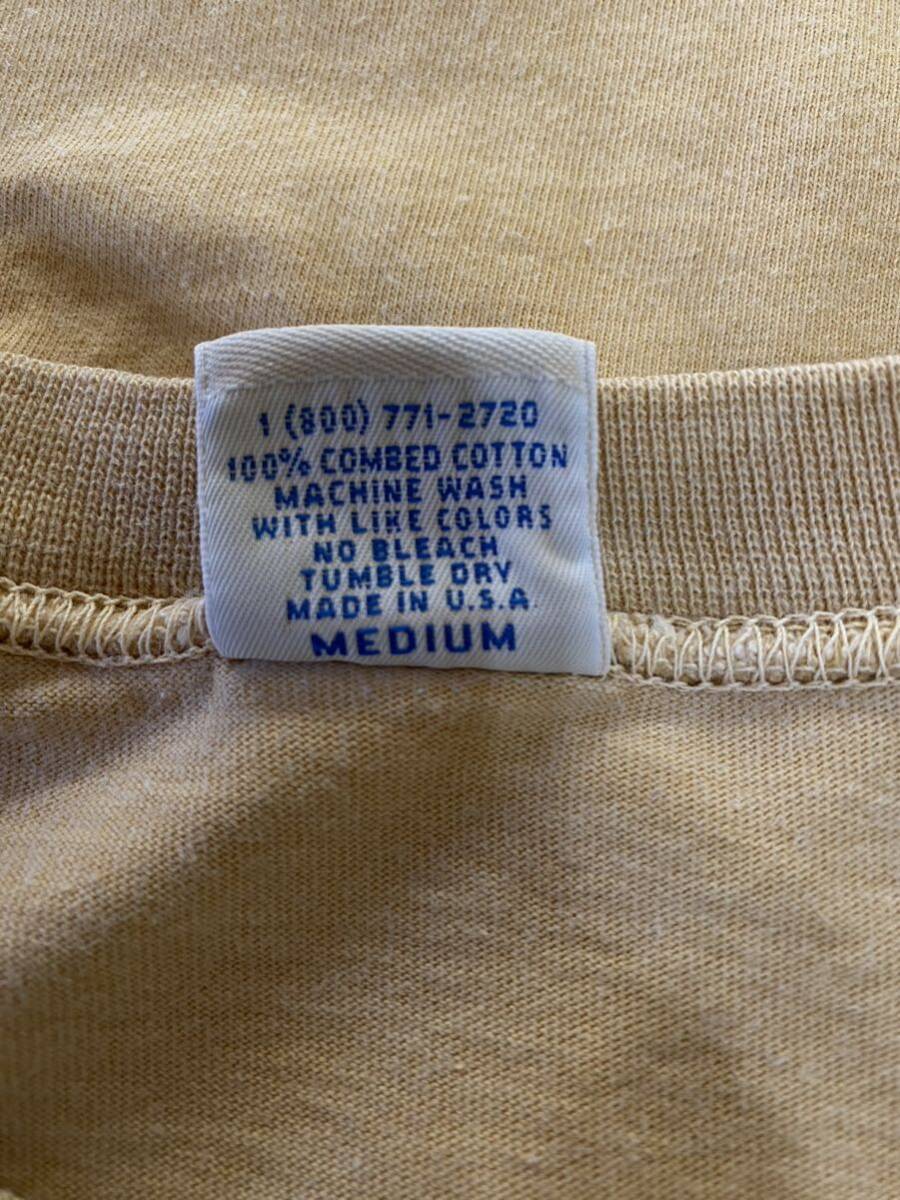 1 (800) 771-2720
100% COMBED COTTON
MACHINE WASH
WITH LIKE COLORS
NO BLEACH
TUMBLE DRY
MADE IN U.S.A.
MEDIUM